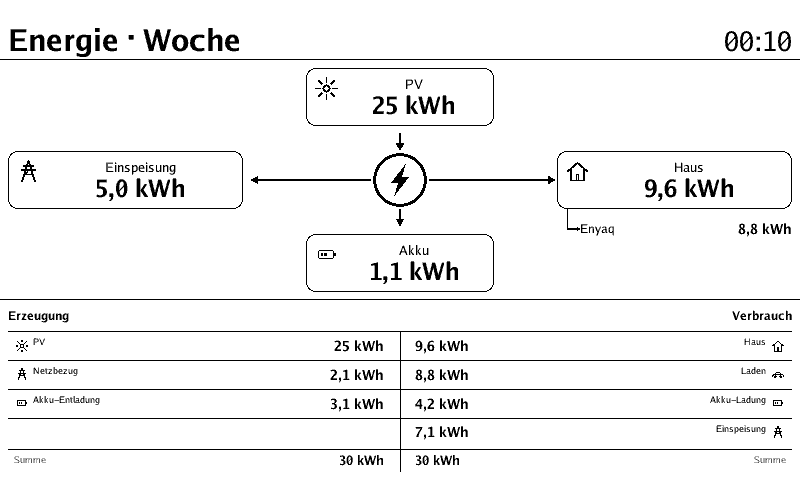 Energie · Woche
00:10
PV
25 kWh
Einspeisung
5,0 kWh
Haus
9,6 kWh
Enyaq
8,8 kWh
Akku
1,1 kWh
Erzeugung
Verbrauch
PV 25 kWh 9,6 kWh Haus
Netzbezug 2,1 kWh 8,8 kWh Laden
Akku-Entladung 3,1 kWh 4,2 kWh Akku-Ladung
7,1 kWh Einspeisung
Summe 30 kWh 30 kWh Summe